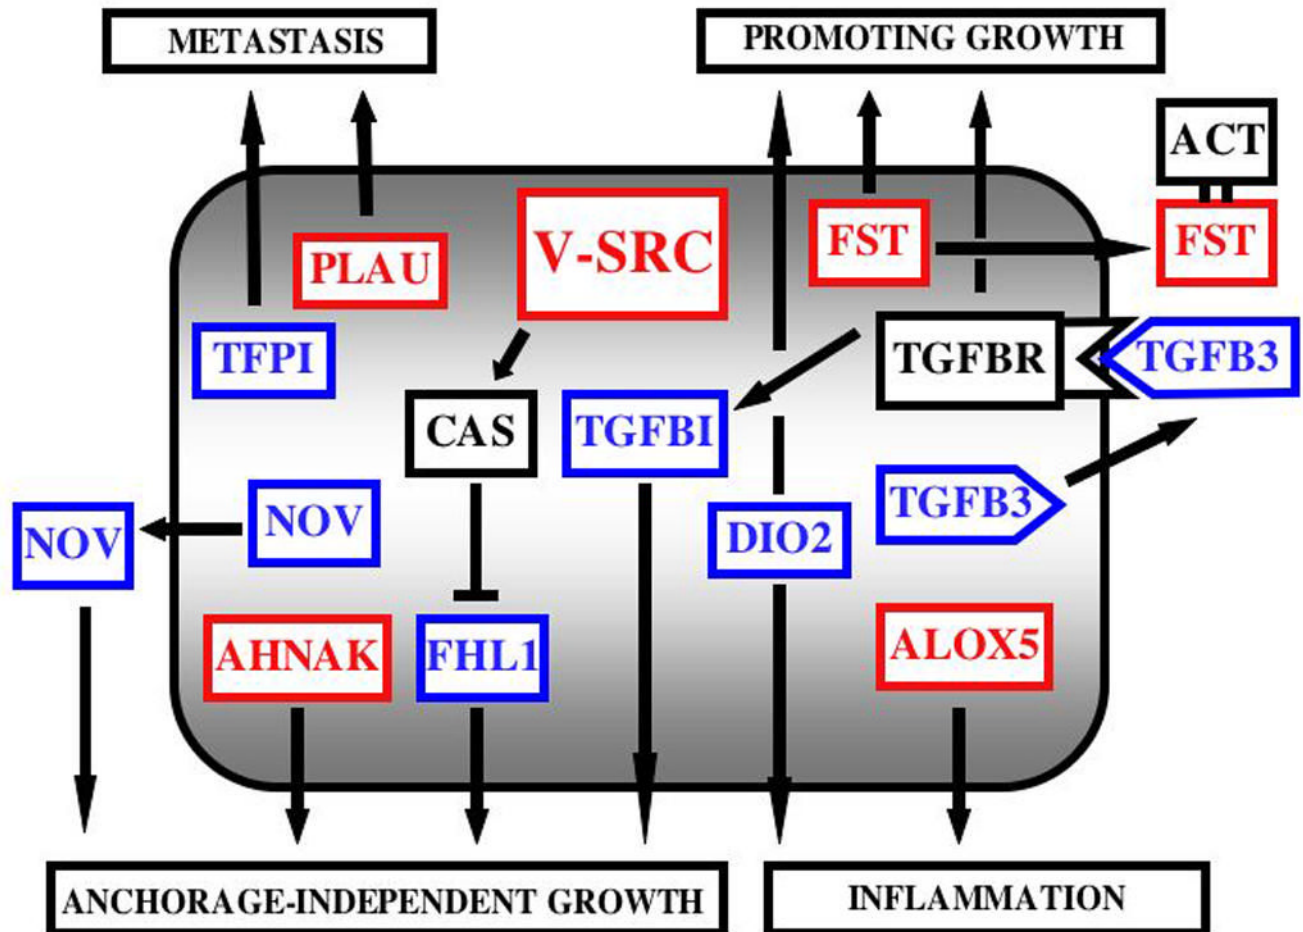 METASTASIS
PROMOTING GROWTH
ACT
PLAU
V-SRC
FST
FST
TFPI
TGFBR
TGFB3
CAS
TGFBI
NOV
NOV
DIO2
TGFB3
AHNAK
FHL1
ALOX5
ANCHORAGE-INDEPENDENT GROWTH
INFLAMMATION